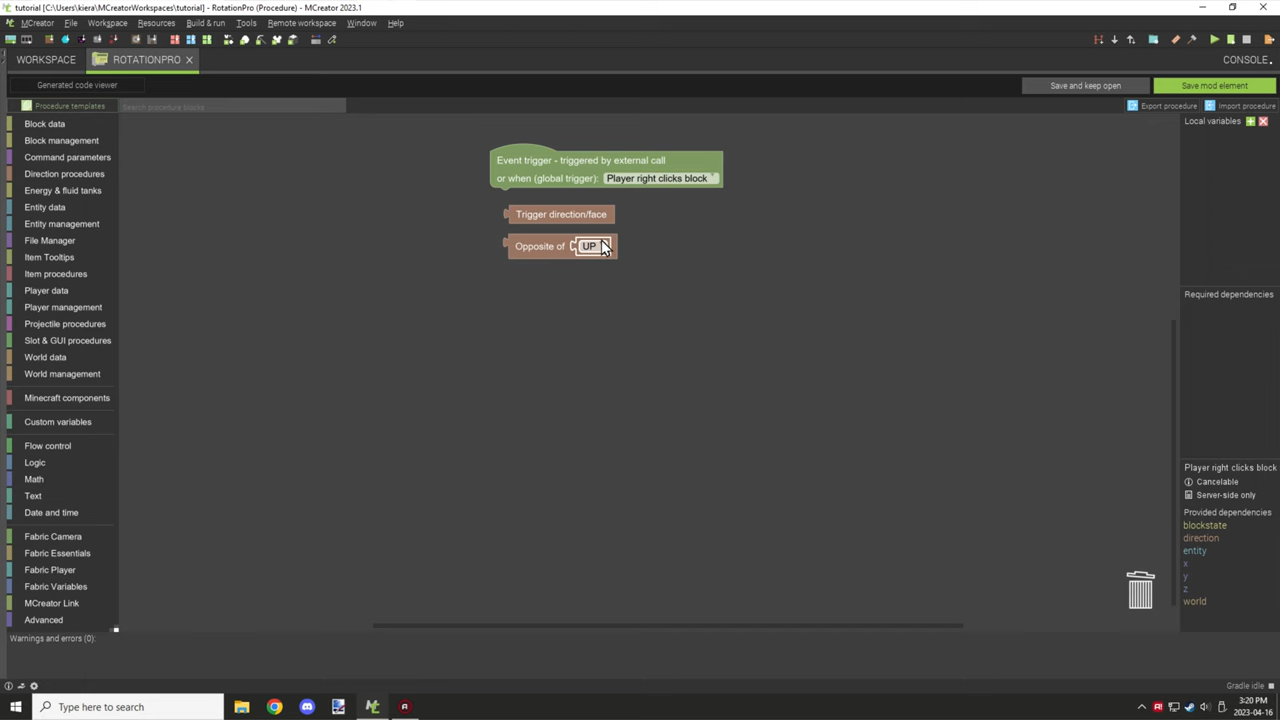 tutorial [C:\Users\kiera\MCreatorWorkspaces\tutorial] - RotationPro (Procedure) - MCreator 2023.1
MCreator File Workspace Resources Build & run Tools Remote workspace Window Help
WORKSPACE ROTATIONPRO CONSOLE
Generated code viewer Save and keep open Save mod element
Procedure templates Search procedure blocks Export procedure Import procedure
Local variables
Block data
Block management
Command parameters
Direction procedures
Energy & fluid tanks
Entity data
Entity management
File Manager
Item Tooltips
Item procedures
Player data
Player management
Projectile procedures
Slot & GUI procedures
World data
World management
Minecraft components
Custom variables
Flow control
Logic
Math
Text
Date and time
Fabric Camera
Fabric Essentials
Fabric Player
Fabric Variables
MCreator Link
Advanced
Event trigger - triggered by external call
or when (global trigger): Player right clicks block
Trigger direction/face
Opposite of UP
Required dependencies
Player right clicks block
Cancelable
Server-side only
Provided dependencies
blockstate
direction
entity
x
y
z
world
Warnings and errors (0):
Gradle idle
Type here to search
3:20 PM
2023-04-16